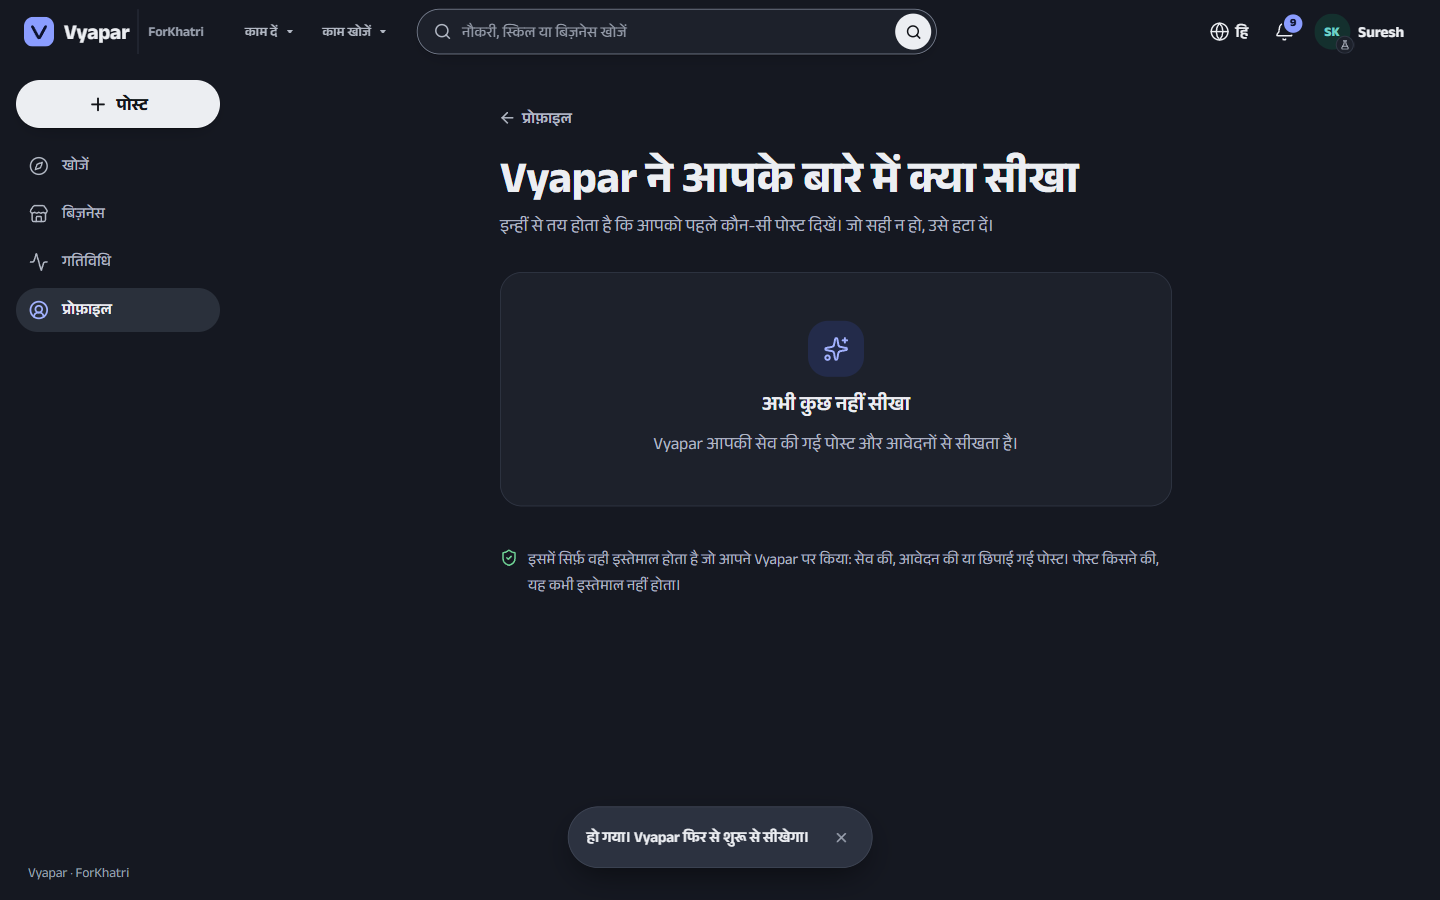 Vyapar
ForKhatri
काम दें
काम खोजें
नौकरी, स्किल या बिज़नेस खोजें
हि
9
SK
Suresh
पोस्ट
खोजें
बिज़नेस
गतिविधि
प्रोफ़ाइल
प्रोफ़ाइल
Vyapar ने आपके बारे में क्या सीखा
इन्हीं से तय होता है कि आपको पहले कौन-सी पोस्ट दिखें। जो सही न हो, उसे हटा दें।
अभी कुछ नहीं सीखा
Vyapar आपकी सेव की गई पोस्ट और आवेदनों से सीखता है।
इसमें सिर्फ़ वही इस्तेमाल होता है जो आपने Vyapar पर किया: सेव की, आवेदन की या छिपाई गई पोस्ट। पोस्ट किसने की,
यह कभी इस्तेमाल नहीं होता।
हो गया। Vyapar फिर से शुरू से सीखेगा।
Vyapar · ForKhatri